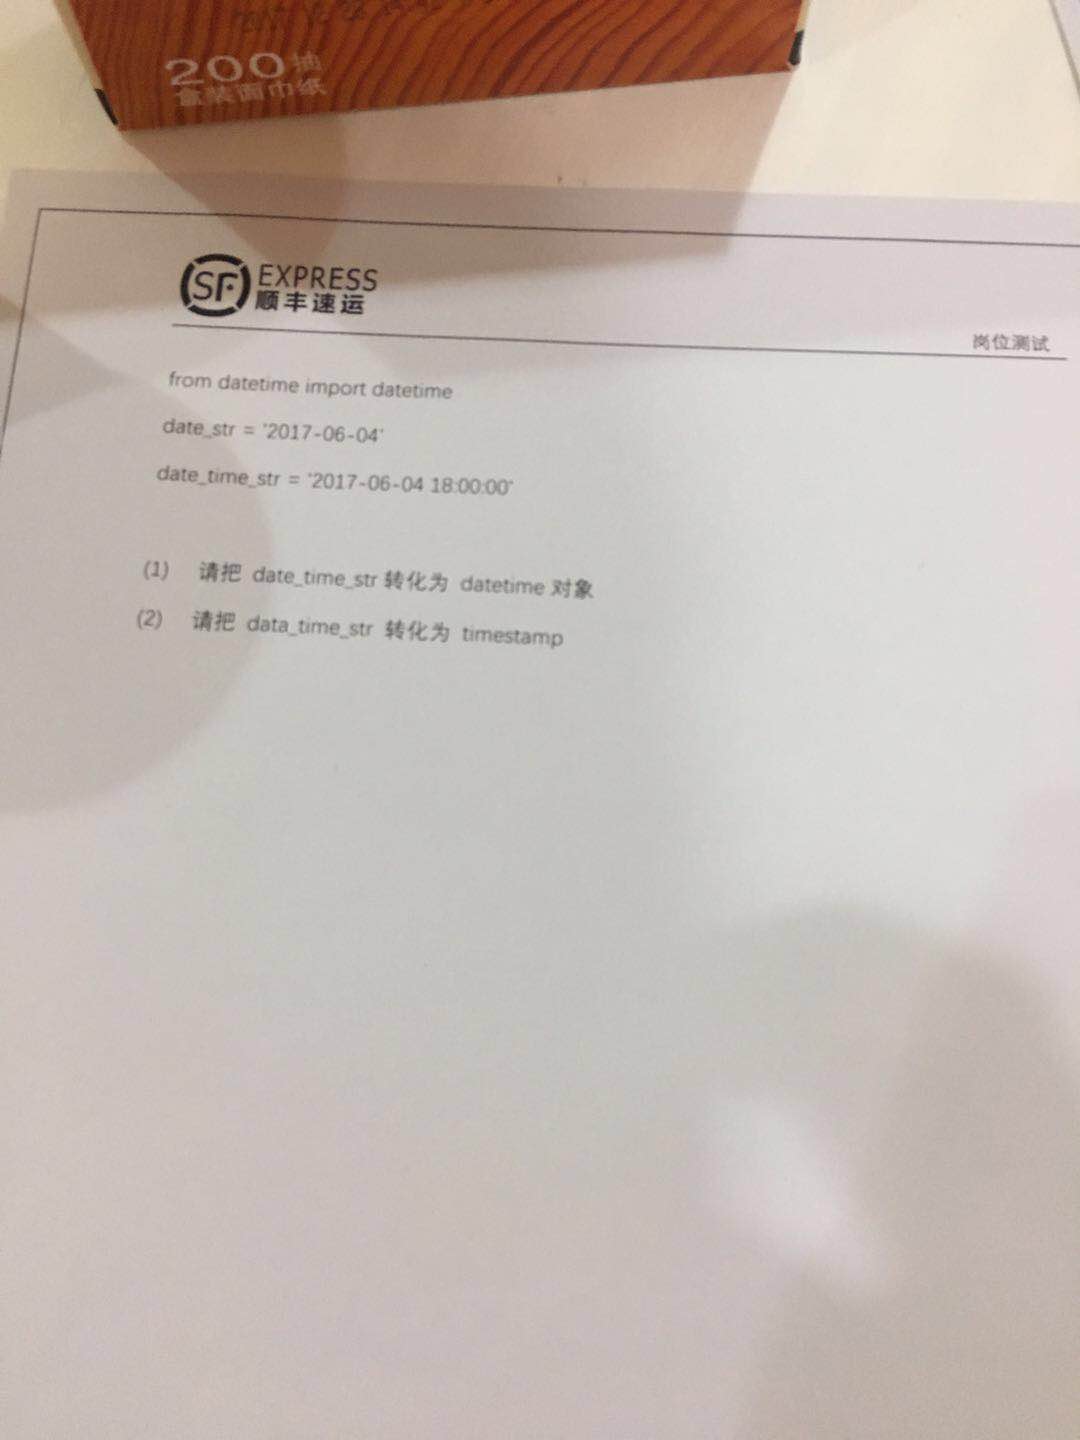 200抽
盒装面巾纸
SF EXPRESS
顺丰速运
岗位测试
from datetime import datetime
date_str = '2017-06-04'
date_time_str = '2017-06-04 18:00:00'
(1) 请把 date_time_str 转化为 datetime 对象
(2) 请把 data_time_str 转化为 timestamp